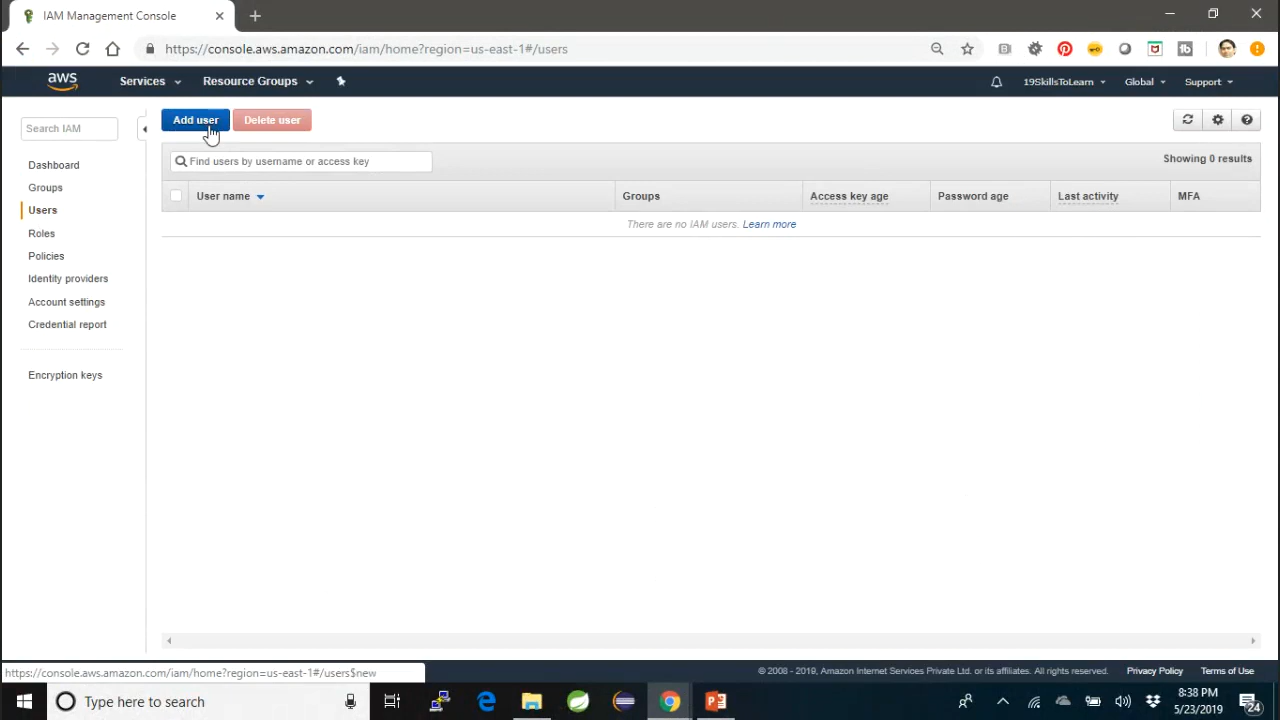 IAM Management Console
https://console.aws.amazon.com/iam/home?region=us-east-1#/users
aws Services Resource Groups 19SkillsToLearn Global Support
Search IAM
Dashboard
Groups
Users
Roles
Policies
Identity providers
Account settings
Credential report
Encryption keys
Add user Delete user
Find users by username or access key
Showing 0 results
User name Groups Access key age Password age Last activity MFA
There are no IAM users. Learn more
https://console.aws.amazon.com/iam/home?region=us-east-1#/users$new
© 2008 - 2019, Amazon Internet Services Private Ltd. or its affiliates. All rights reserved. Privacy Policy Terms of Use
Type here to search
8:38 PM
5/23/2019
24